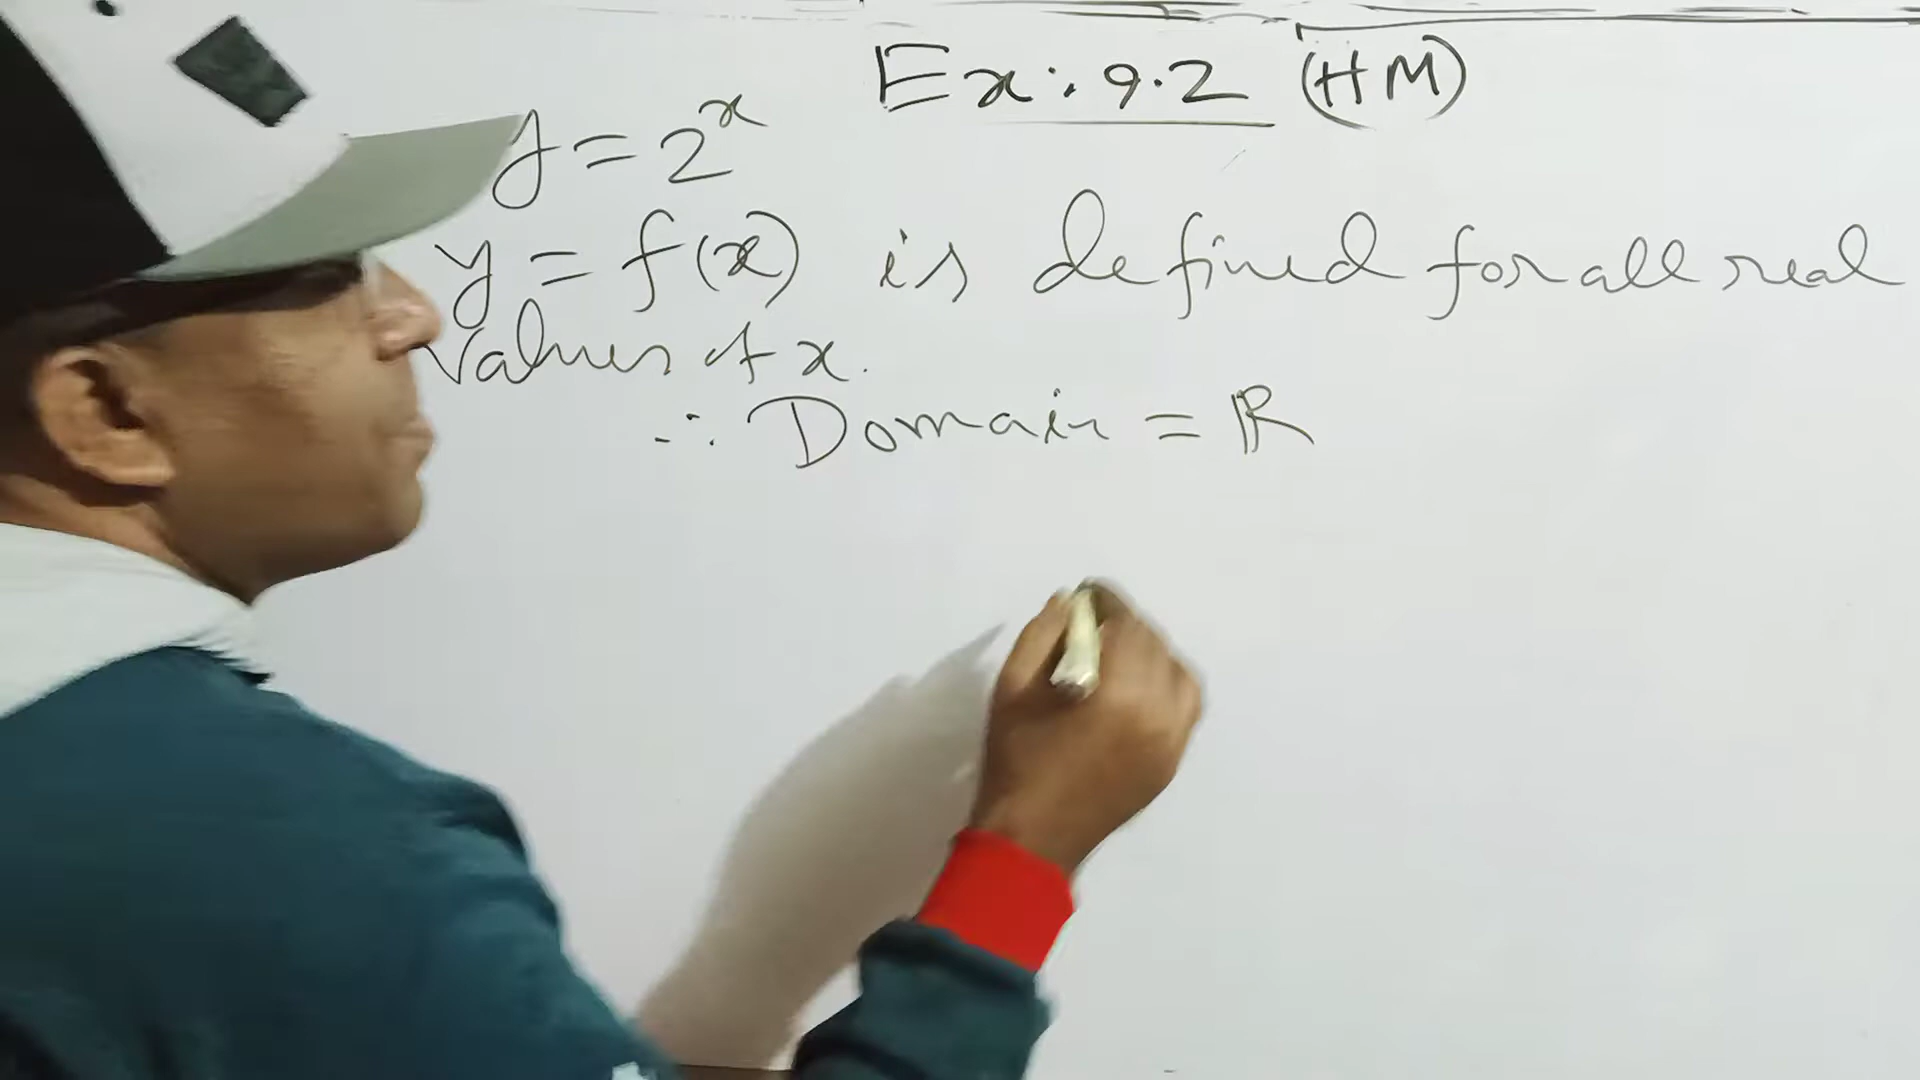 Ex: 9.2 (HM)
y = 2^x
y = f(x) is defined for all real
values of x.
∴ Domain = ℝ